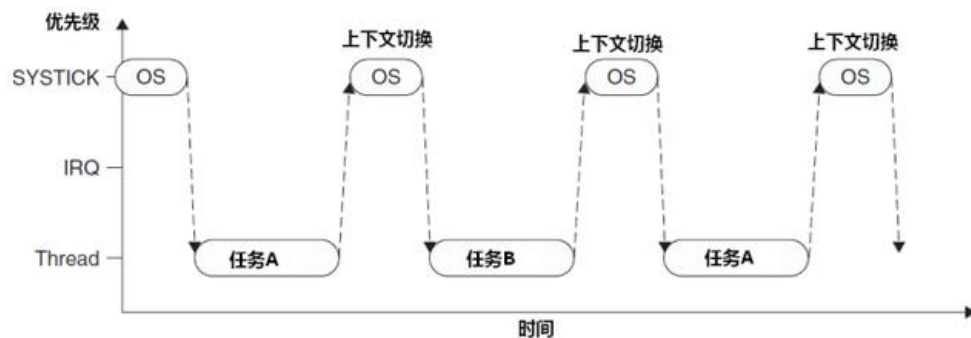 优先级
上下文切换
上下文切换
上下文切换
SYSTICK
OS
OS
OS
OS
IRQ
Thread
任务A
任务B
任务A
时间